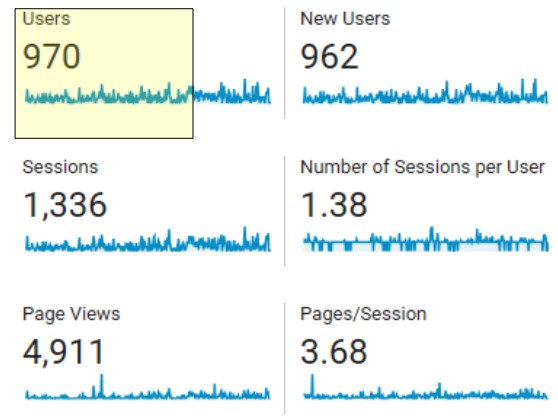 Users
970
New Users
962
Sessions
1,336
Number of Sessions per User
1.38
Page Views
4,911
Pages/Session
3.68